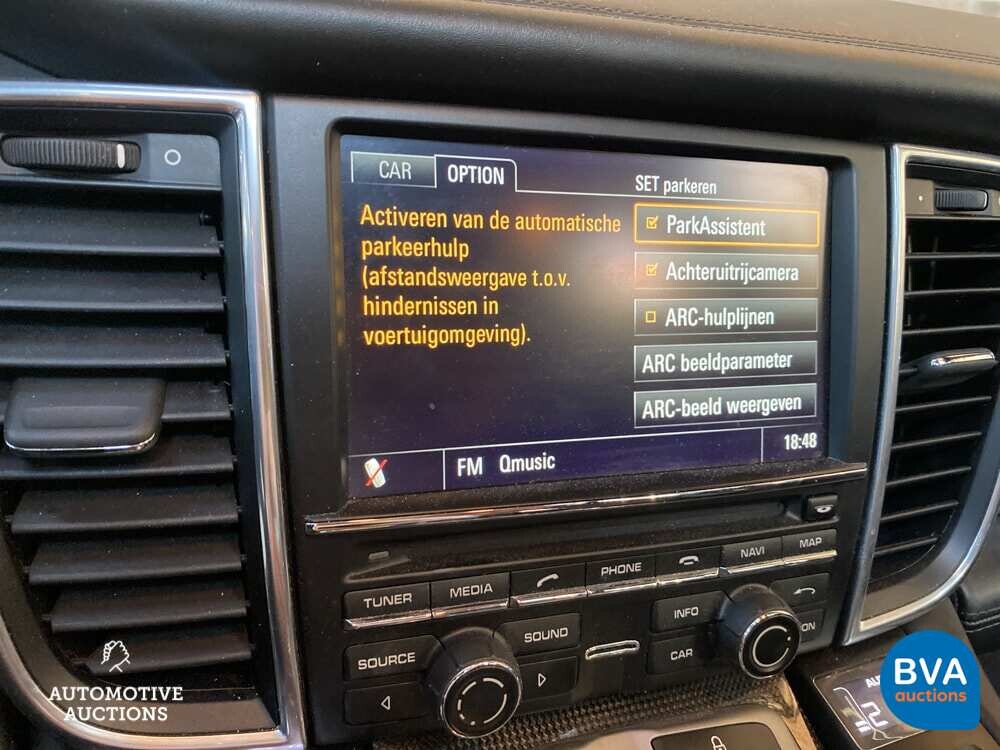 CAR
OPTION
SET parkeren
Activeren van de automatische
parkeerhulp
(afstandsweergave t.o.v.
hindernissen in
voertuigomgeving).
ParkAssistent
Achteruitrijcamera
ARC-hulplijnen
ARC beeldparameter
ARC-beeld weergeven
FM Qmusic
18:48
TUNER
MEDIA
PHONE
NAVI
MAP
SOURCE
SOUND
INFO
CAR
AUTOMOTIVE
AUCTIONS
BVA
auctions